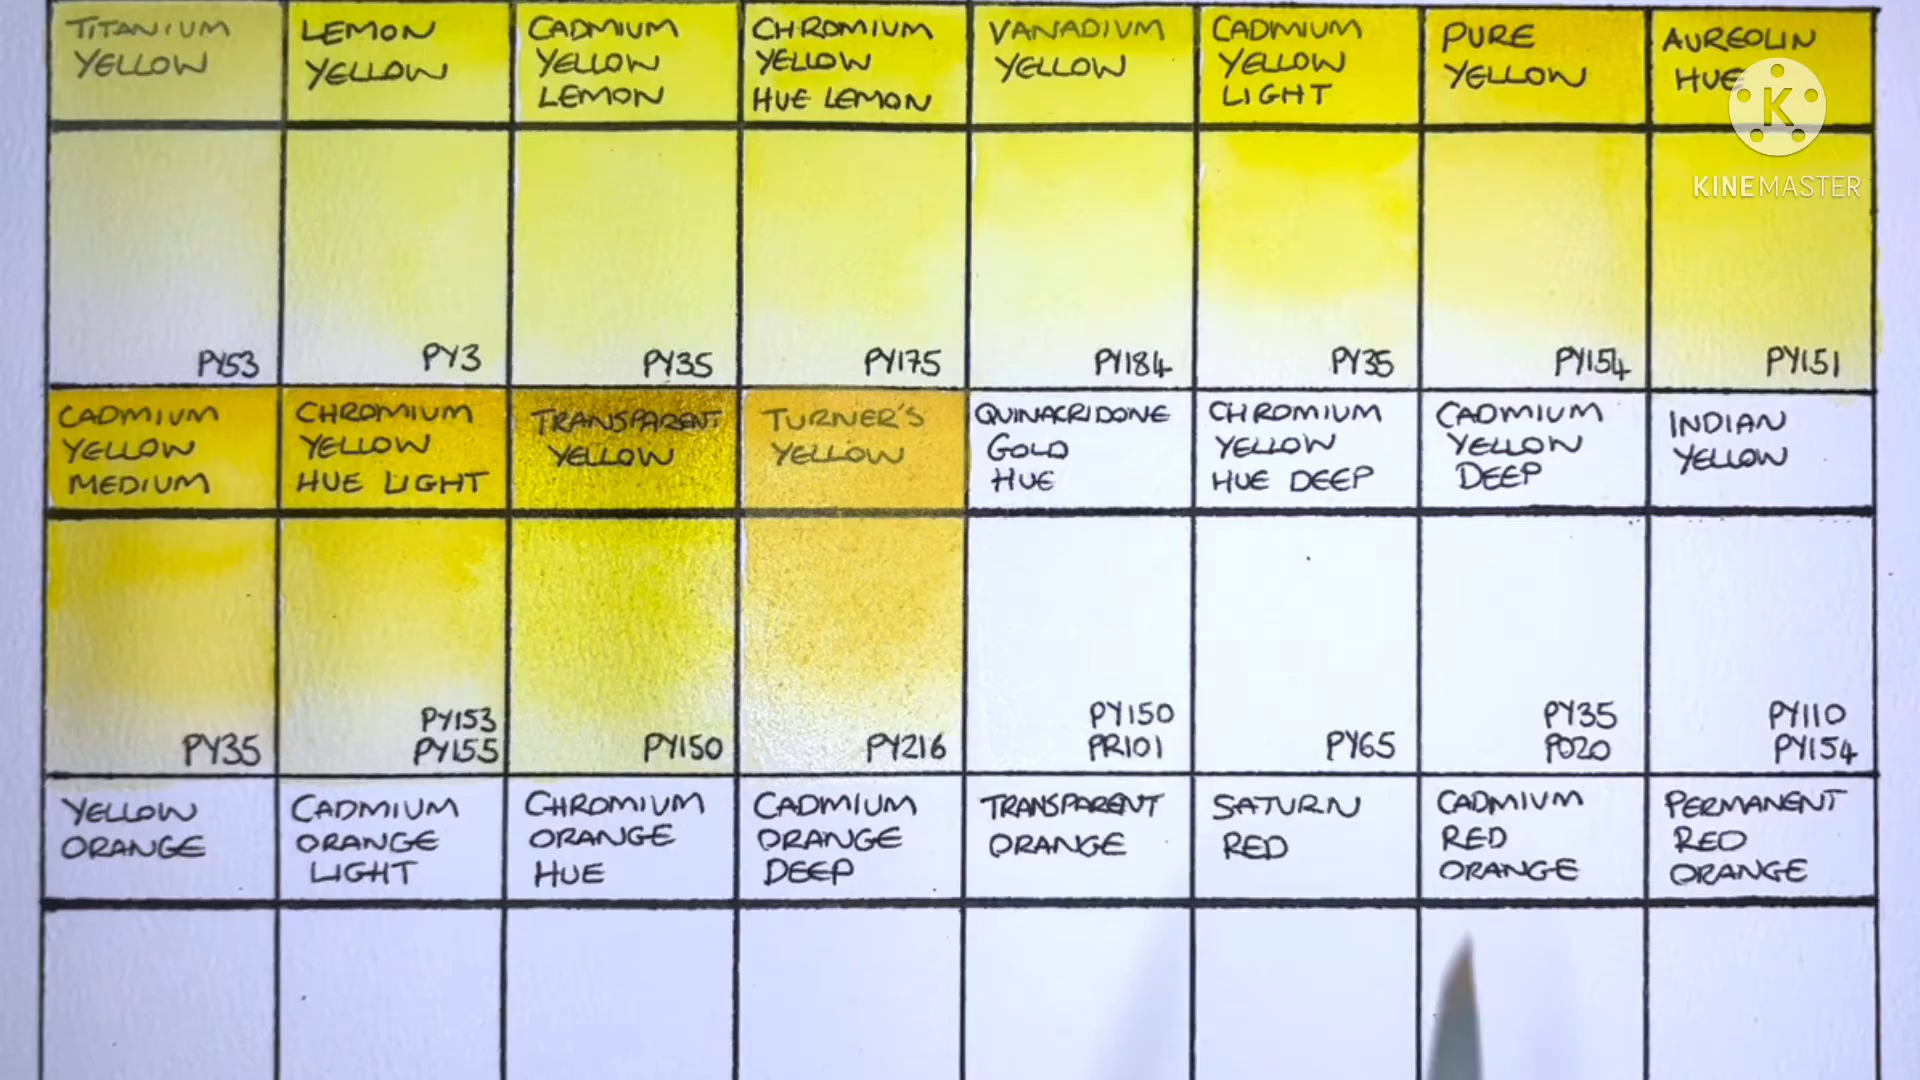 TITANIUM
YELLOW
LEMON
YELLOW
CADMIUM
YELLOW
LEMON
CHROMIUM
YELLOW
HUE LEMON
VANADIUM
YELLOW
CADMIUM
YELLOW
LIGHT
PURE
YELLOW
AUREOLIN
HUE
K
KINEMASTER
PY53
PY3
PY35
PY175
PY184
PY35
PY154
PY151
CADMIUM
YELLOW
MEDIUM
CHROMIUM
YELLOW
HUE LIGHT
TRANSPARENT
YELLOW
TURNER'S
YELLOW
QUINACRIDONE
GOLD
HUE
CHROMIUM
YELLOW
HUE DEEP
CADMIUM
YELLOW
DEEP
INDIAN
YELLOW
PY35
PY153
PY155
PY150
PY216
PY150
PR101
PY65
PY35
PO20
PY110
PY154
YELLOW
ORANGE
CADMIUM
ORANGE
LIGHT
CHROMIUM
ORANGE
HUE
CADMIUM
ORANGE
DEEP
TRANSPARENT
ORANGE
SATURN
RED
CADMIUM
RED
ORANGE
PERMANENT
RED
ORANGE